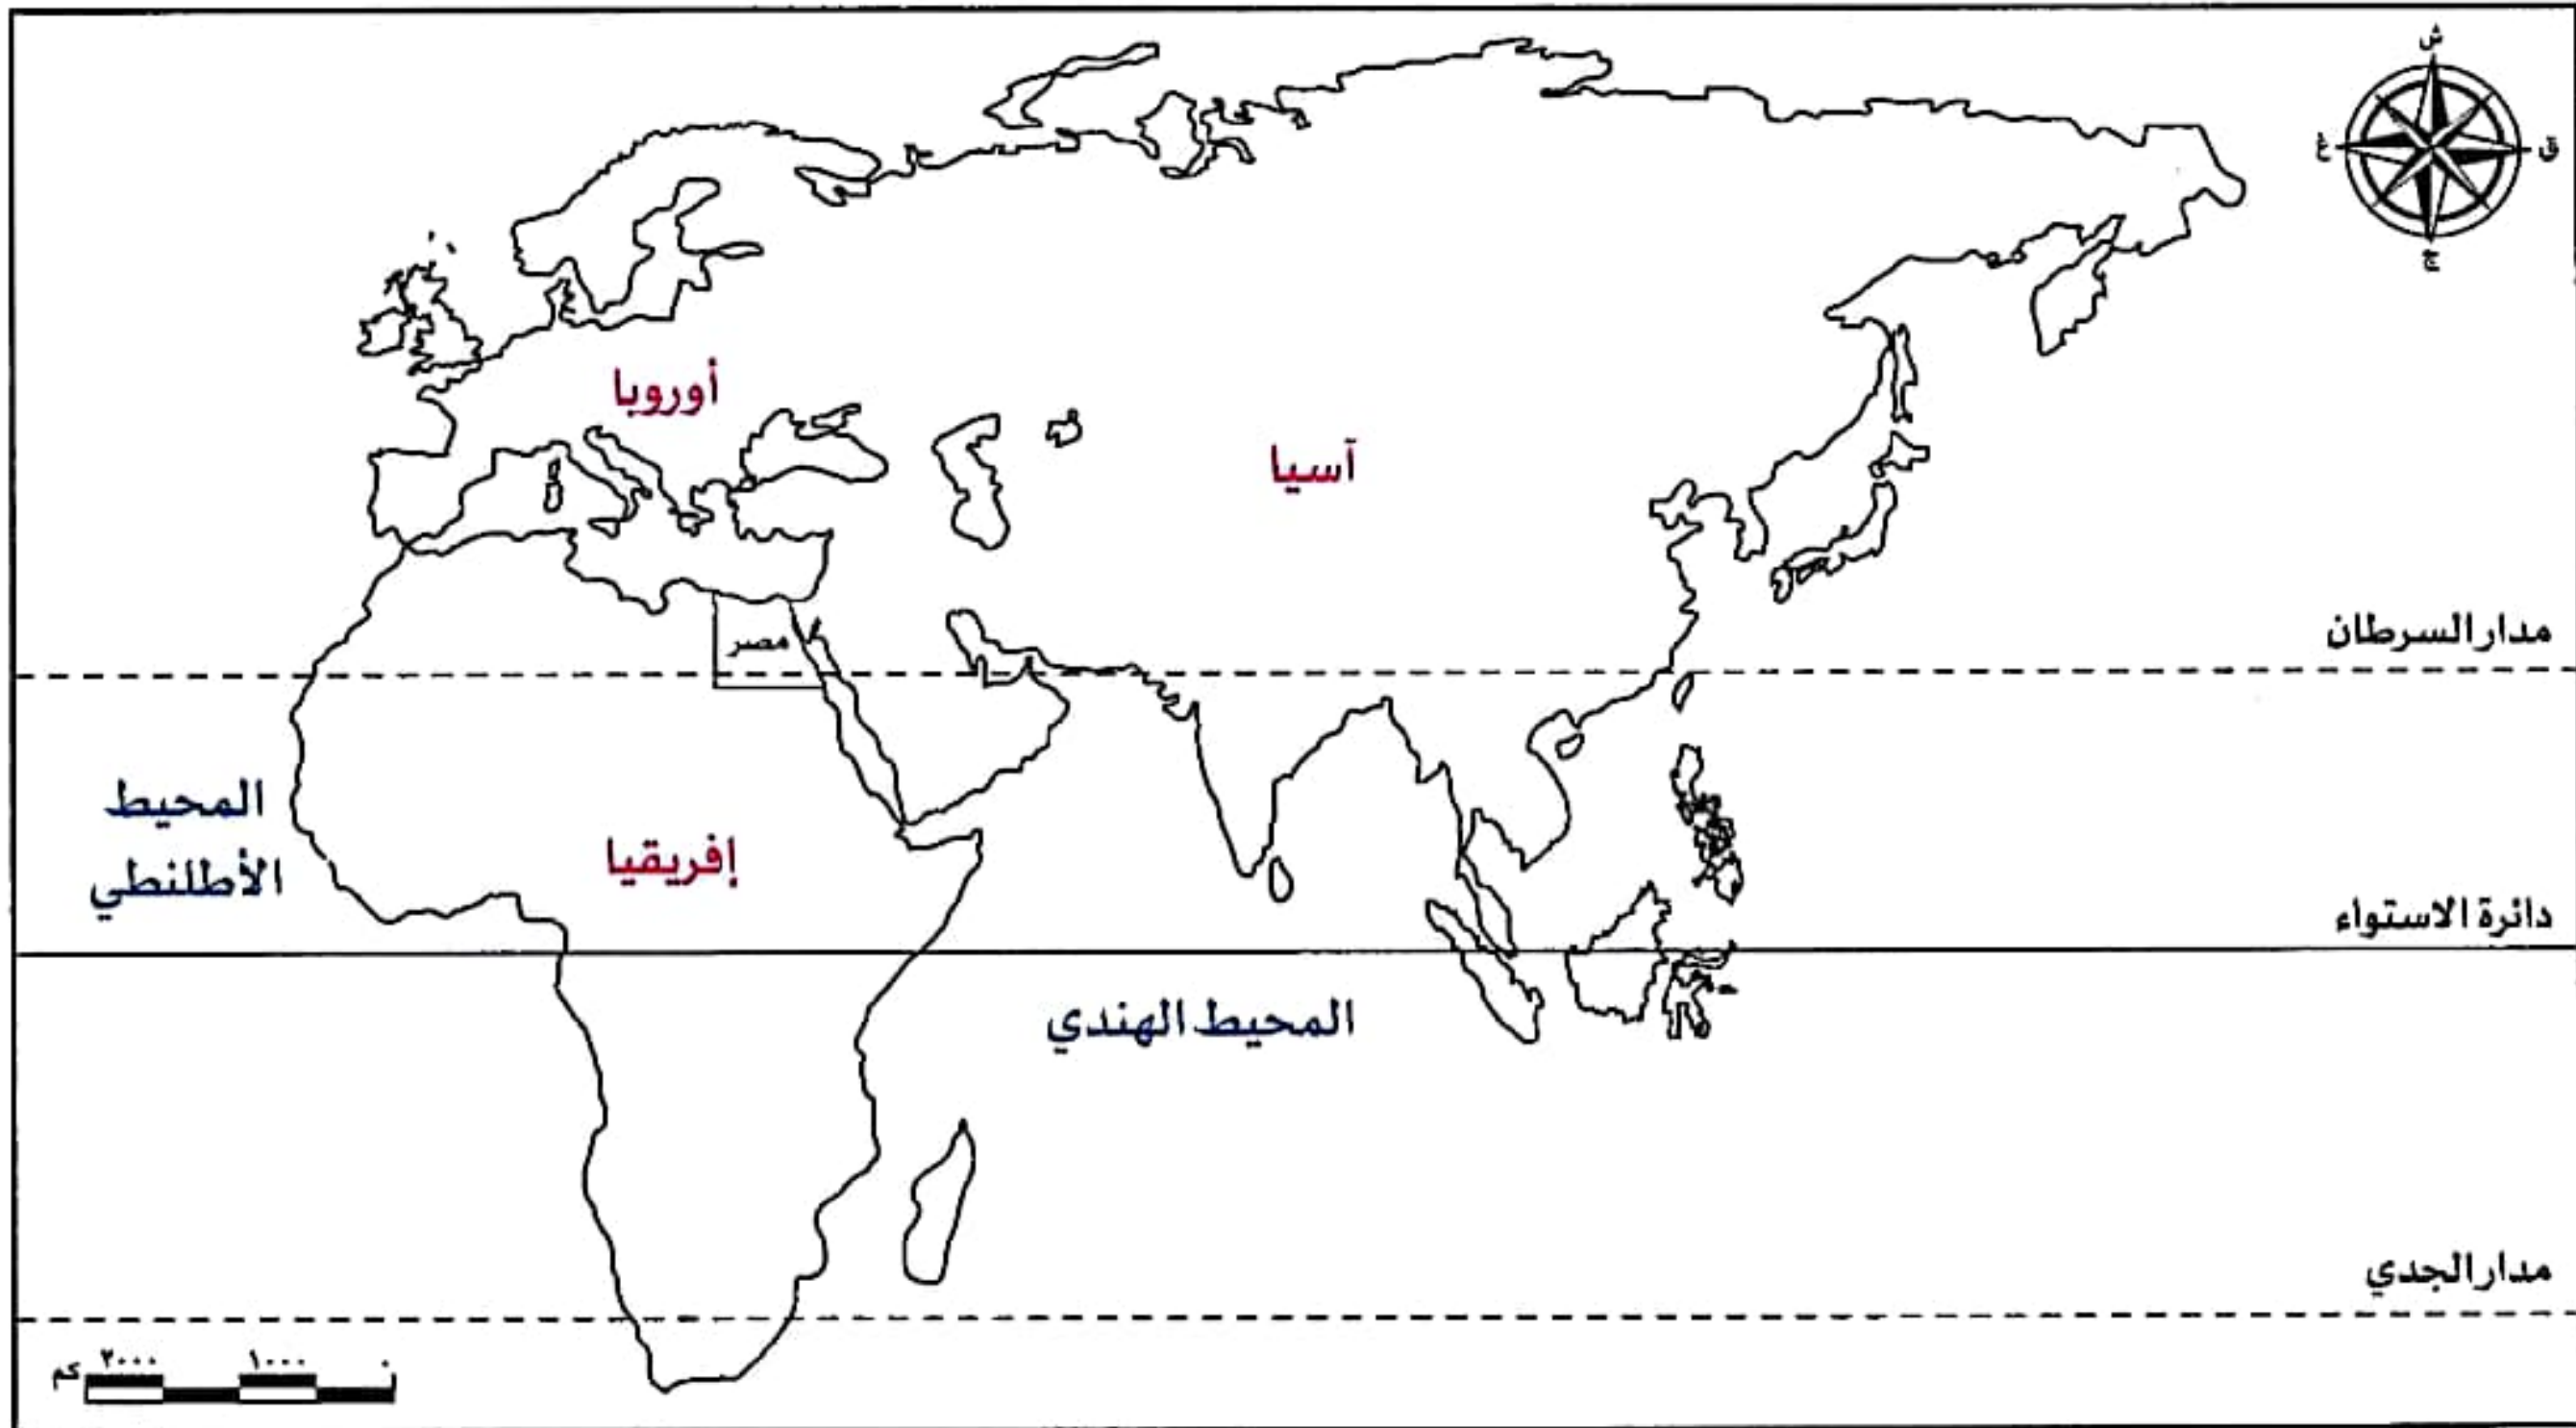 ش
ق
غ
ج
أوروبا
آسيا
مدار السرطان
مصر
المحيط
الأطلنطي
إفريقيا
دائرة الاستواء
المحيط الهندي
مدار الجدي
٠ ١٠٠٠ ٢٠٠٠ كم